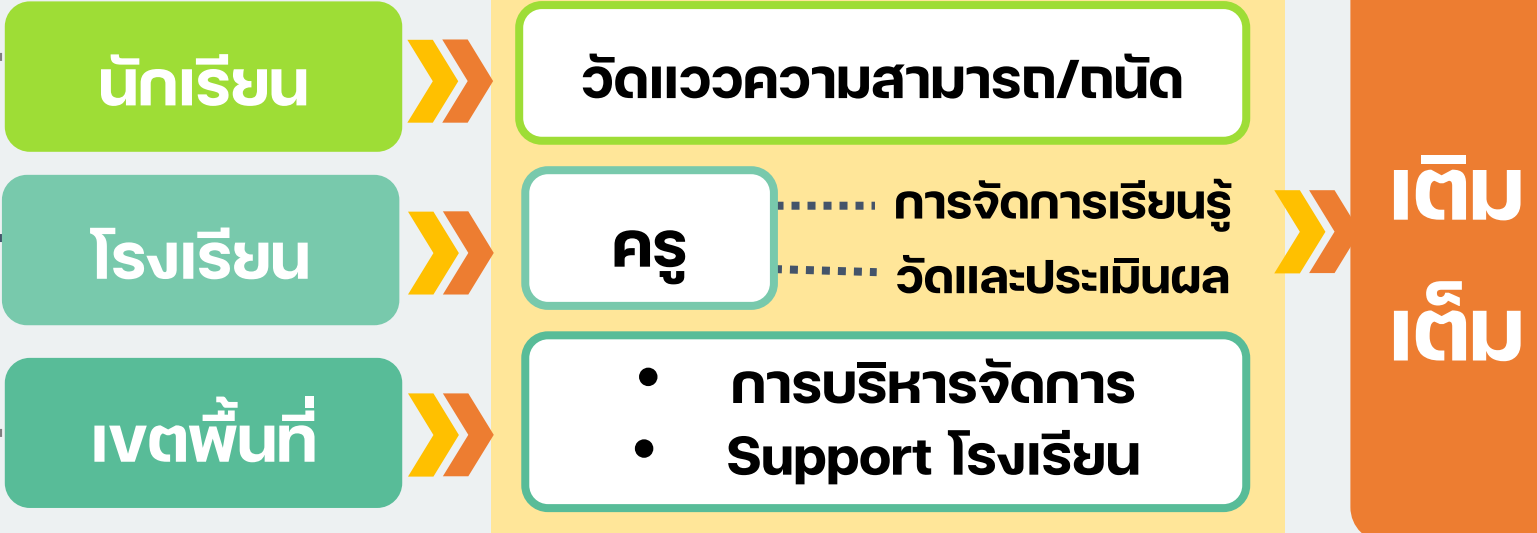 นักเรียน
วัดแววความสามารถ/ถนัด
โรงเรียน
ครู
การจัดการเรียนรู้
วัดและประเมินผล
เขตพื้นที่
• การบริหารจัดการ
• Support โรงเรียน
เติม
เต็ม